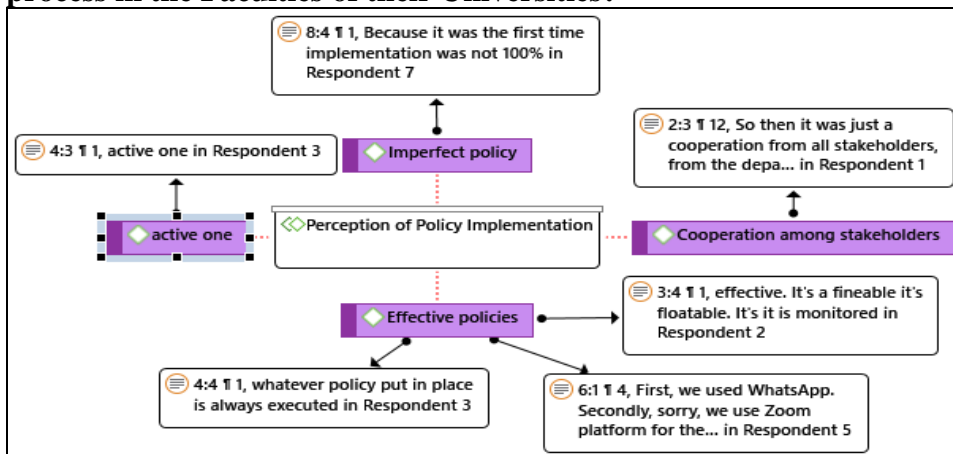 process in the Faculties of their Universities?
8:4 ¶ 1, Because it was the first time
implementation was not 100% in
Respondent 7
2:3 ¶ 12, So then it was just a
cooperation from all stakeholders,
from the depa... in Respondent 1
4:3 ¶ 1, active one in Respondent 3
Imperfect policy
active one
Perception of Policy Implementation
Cooperation among stakeholders
Effective policies
3:4 ¶ 1, effective. It's a fineable it's
floatable. It's it is monitored in
Respondent 2
4:4 ¶ 1, whatever policy put in place
is always executed in Respondent 3
6:1 ¶ 4, First, we used WhatsApp.
Secondly, sorry, we use Zoom
platform for the... in Respondent 5